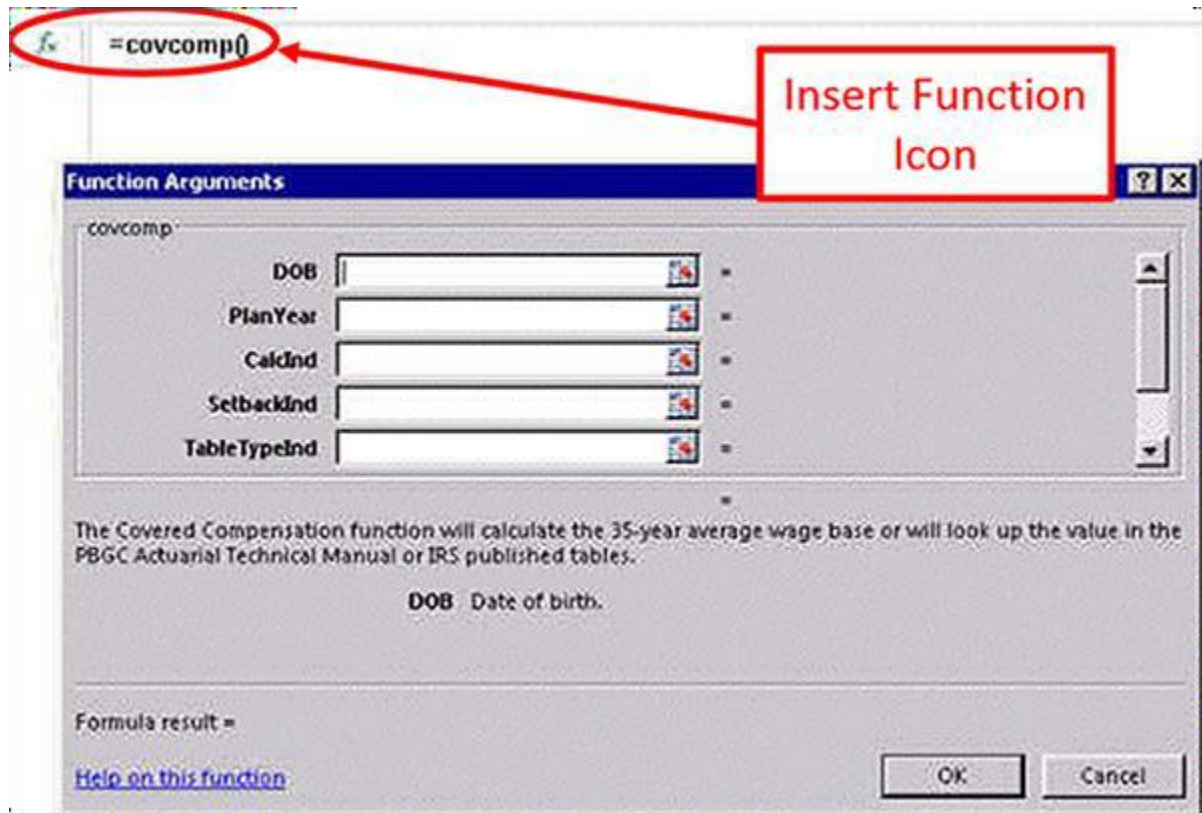 fx =covcomp()
Insert Function
Icon
Function Arguments
covcomp
DOB =
PlanYear =
CalcInd =
SetbackInd =
TableTypeInd =
=
The Covered Compensation function will calculate the 35-year average wage base or will look up the value in the
PBGC Actuarial Technical Manual or IRS published tables.
DOB Date of birth.
Formula result =
Help on this function
OK Cancel